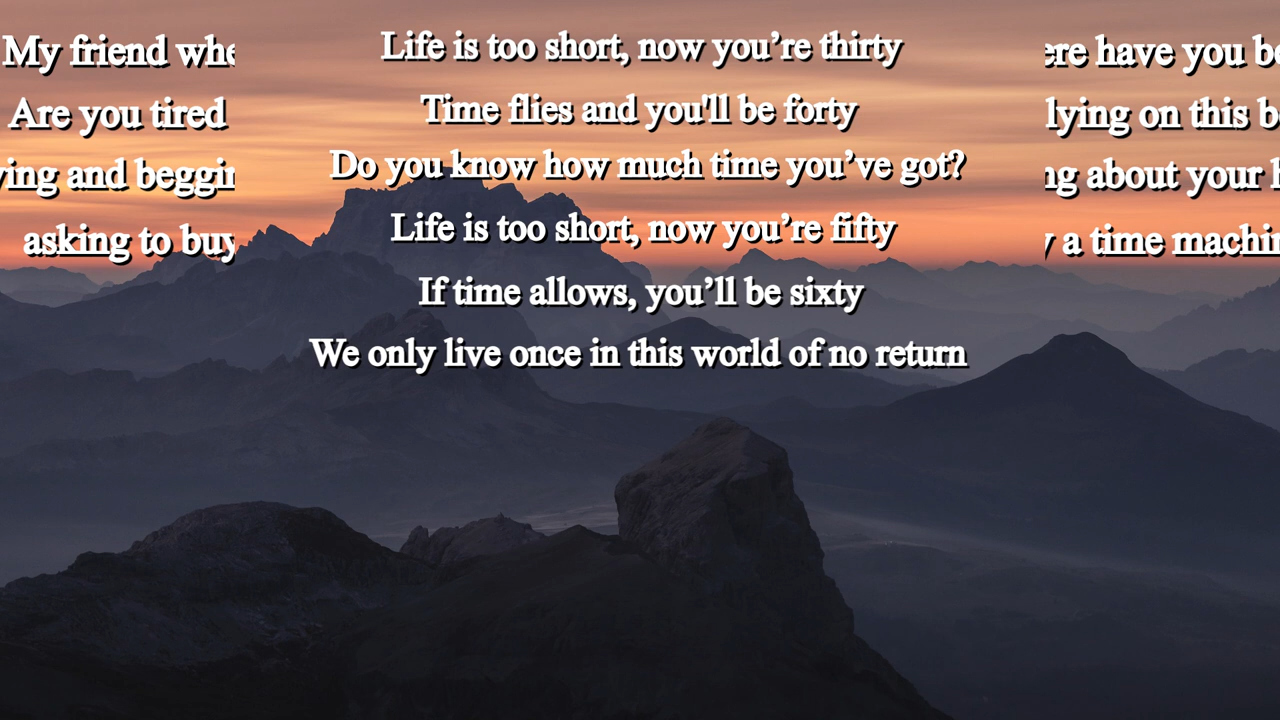 My friend whe
Are you tired
ving and beggin
asking to buy
Life is too short, now you’re thirty
Time flies and you'll be forty
Do you know how much time you’ve got?
Life is too short, now you’re fifty
If time allows, you’ll be sixty
We only live once in this world of no return
ere have you be
lying on this b
ng about your h
y a time machin